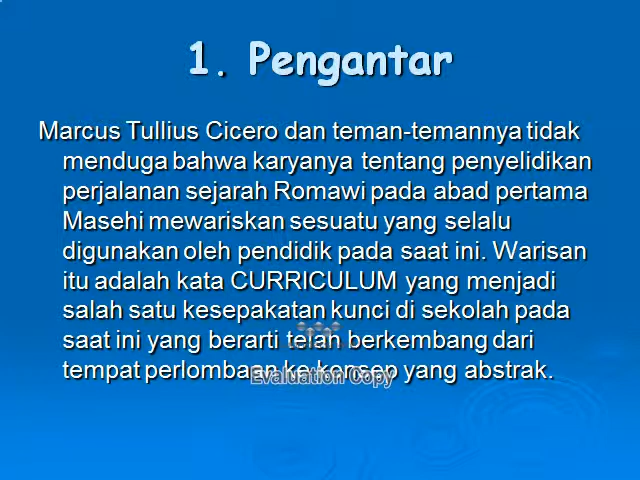 1. Pengantar
Marcus Tullius Cicero dan teman-temannya tidak
menduga bahwa karyanya tentang penyelidikan
perjalanan sejarah Romawi pada abad pertama
Masehi mewariskan sesuatu yang selalu
digunakan oleh pendidik pada saat ini. Warisan
itu adalah kata CURRICULUM yang menjadi
salah satu kesepakatan kunci di sekolah pada
saat ini yang berarti telah berkembang dari
tempat perlombaan ke konsep yang abstrak.
Evaluation Copy